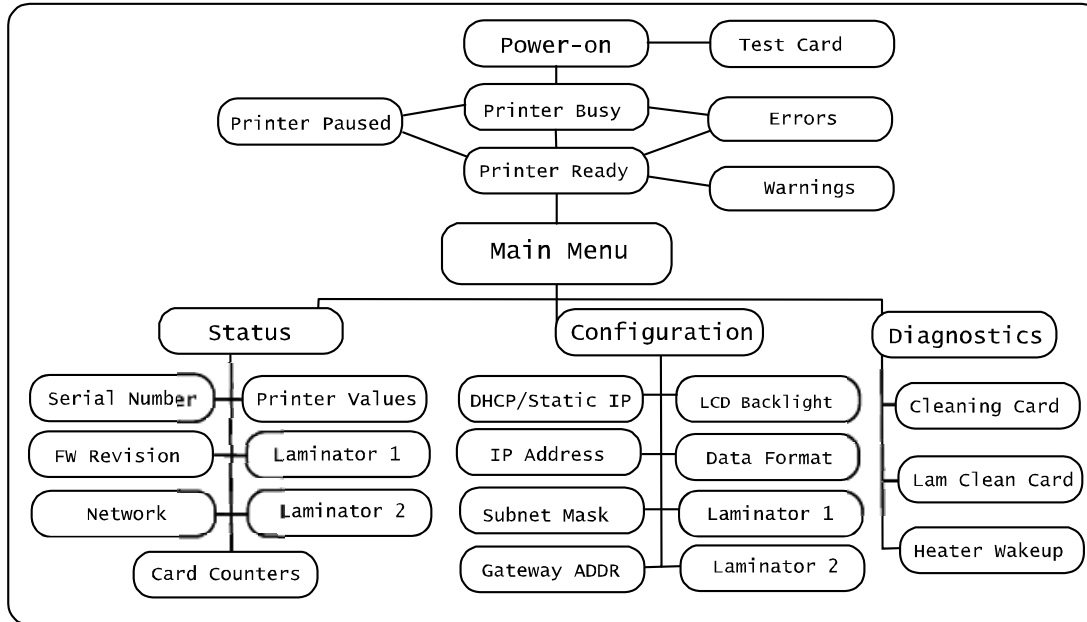 Power-on
Test Card
Printer Paused
Printer Busy
Errors
Printer Ready
Warnings
Main Menu
Status
Configuration
Diagnostics
Serial Number
Printer Values
FW Revision
Laminator 1
Network
Laminator 2
Card Counters
DHCP/Static IP
LCD Backlight
IP Address
Data Format
Subnet Mask
Laminator 1
Gateway ADDR
Laminator 2
Cleaning Card
Lam Clean Card
Heater Wakeup